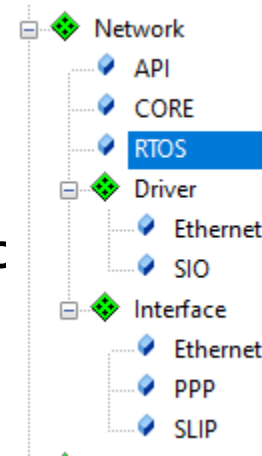 Network
API
CORE
RTOS
Driver
Ethernet
SIO
Interface
Ethernet
PPP
SLIP